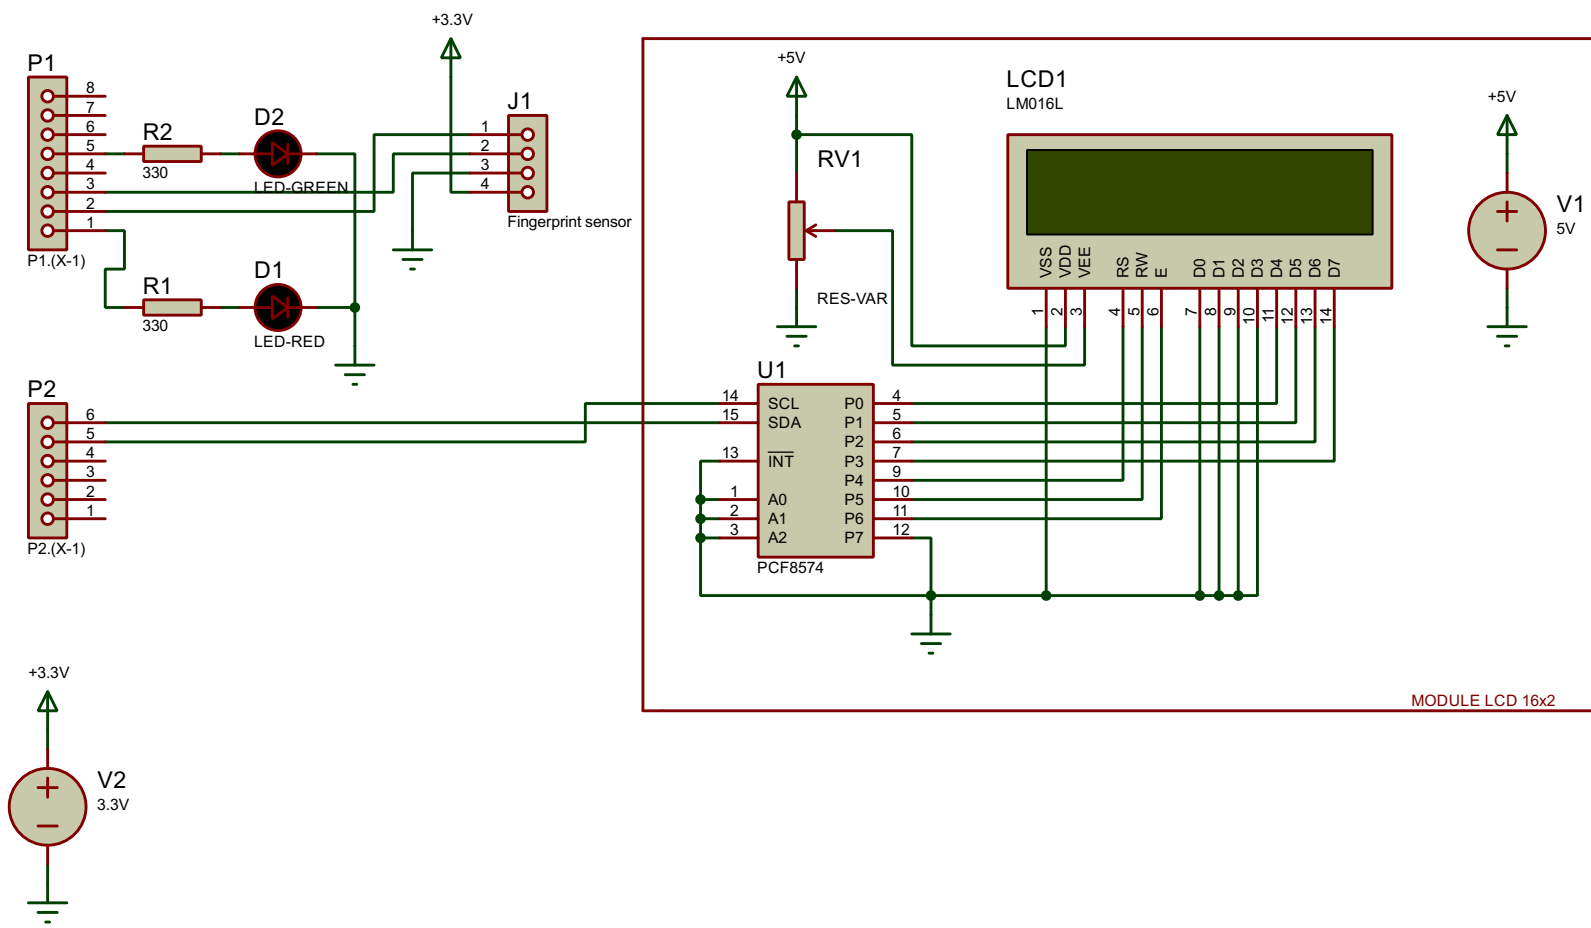 +3.3V
P1
8
7
6
5
4
3
2
1
P1.(X-1)
R2
330
D2
LED-GREEN
J1
1
2
3
4
Fingerprint sensor
R1
330
D1
LED-RED
P2
6
5
4
3
2
1
P2.(X-1)
+3.3V
V2
3.3V
+5V
RV1
RES-VAR
LCD1
LM016L
VSS
VDD
VEE
RS
RW
E
D0
D1
D2
D3
D4
D5
D6
D7
1
2
3
4
5
6
7
8
9
10
11
12
13
14
+5V
V1
5V
U1
14 SCL P0 4
15 SDA P1 5
P2 6
13 INT P3 7
P4 9
1 A0 P5 10
2 A1 P6 11
3 A2 P7 12
PCF8574
MODULE LCD 16x2